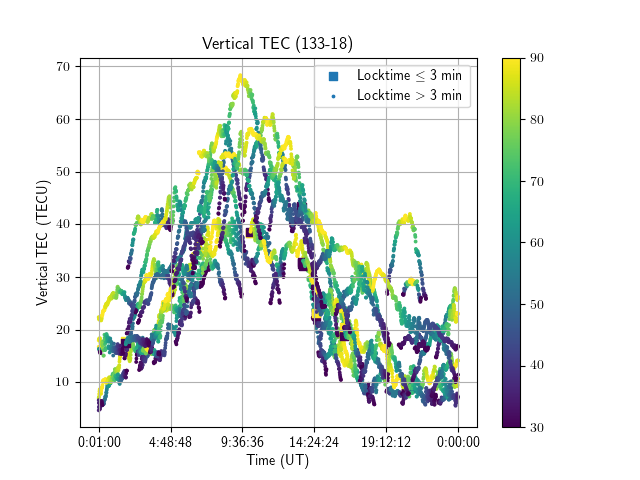 Vertical TEC (133-18)
Locktime ≤ 3 min
Locktime > 3 min
Vertical TEC (TECU)
70
60
50
40
30
20
10
0:01:00 4:48:48 9:36:36 14:24:24 19:12:12 0:00:00
Time (UT)
90
80
70
60
50
40
30